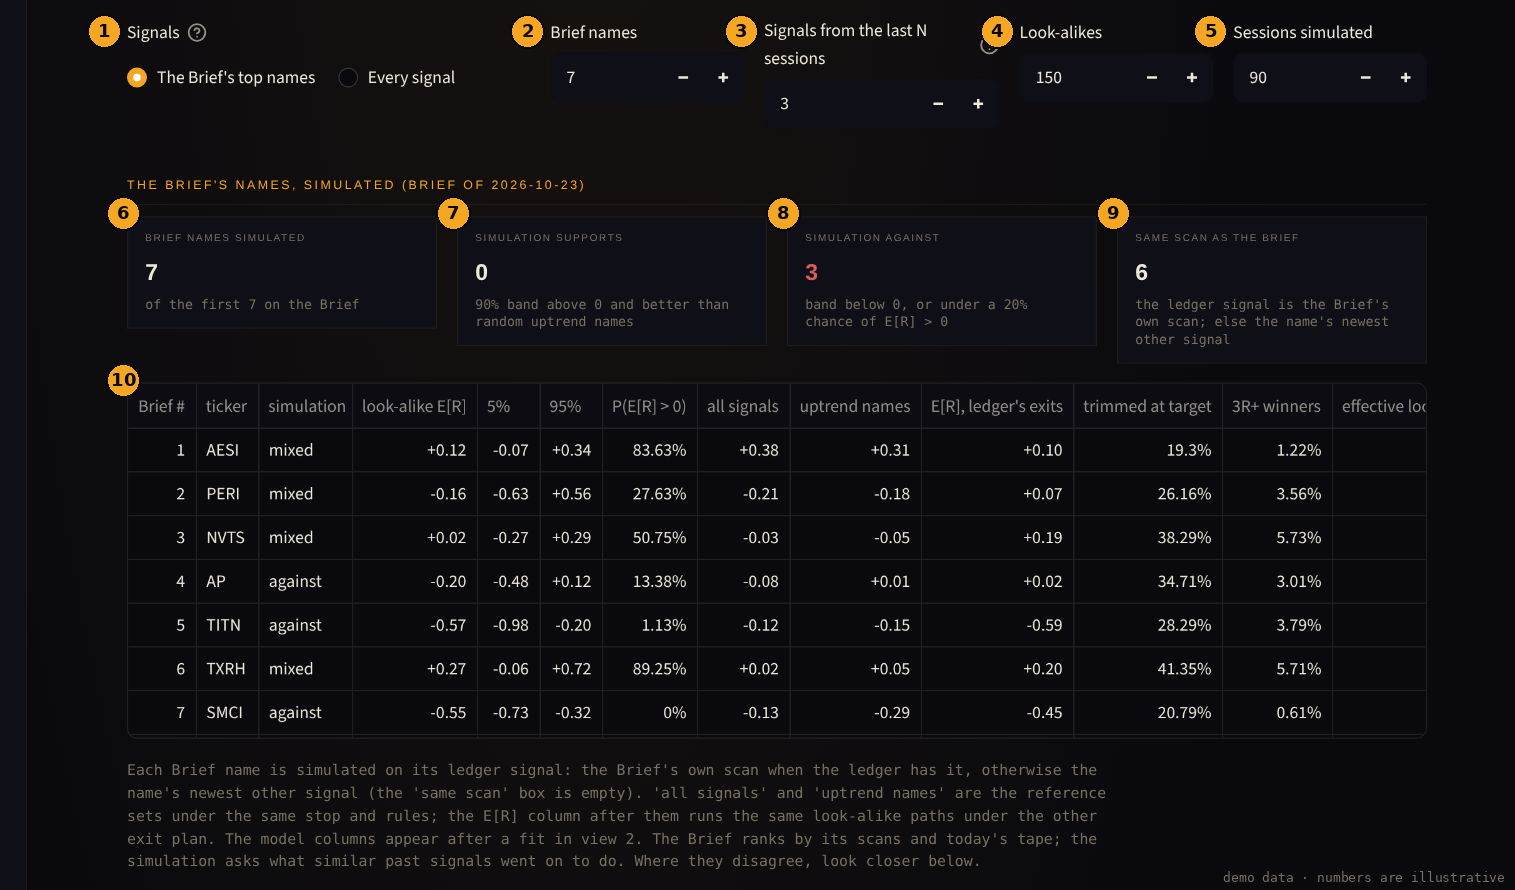 1 Signals
The Brief's top names
Every signal
2 Brief names
7 − +
3 Signals from the last N
sessions
3 − +
4 Look-alikes
150 − +
5 Sessions simulated
90 − +
THE BRIEF'S NAMES, SIMULATED (BRIEF OF 2026-10-23)
6
BRIEF NAMES SIMULATED
7
of the first 7 on the Brief
7
SIMULATION SUPPORTS
0
90% band above 0 and better than
random uptrend names
8
SIMULATION AGAINST
3
band below 0, or under a 20%
chance of E[R] > 0
9
SAME SCAN AS THE BRIEF
6
the ledger signal is the Brief's
own scan; else the name's newest
other signal
10
Brief # ticker simulation look-alike E[R] 5% 95% P(E[R] > 0) all signals uptrend names E[R], ledger's exits trimmed at target 3R+ winners effective
1 AESI mixed +0.12 -0.07 +0.34 83.63% +0.38 +0.31 +0.10 19.3% 1.22%
2 PERI mixed -0.16 -0.63 +0.56 27.63% -0.21 -0.18 +0.07 26.16% 3.56%
3 NVTS mixed +0.02 -0.27 +0.29 50.75% -0.03 -0.05 +0.19 38.29% 5.73%
4 AP against -0.20 -0.48 +0.12 13.38% -0.08 +0.01 +0.02 34.71% 3.01%
5 TITN against -0.57 -0.98 -0.20 1.13% -0.12 -0.15 -0.59 28.29% 3.79%
6 TXRH mixed +0.27 -0.06 +0.72 89.25% +0.02 +0.05 +0.20 41.35% 5.71%
7 SMCI against -0.55 -0.73 -0.32 0% -0.13 -0.29 -0.45 20.79% 0.61%
Each Brief name is simulated on its ledger signal: the Brief's own scan when the ledger has it, otherwise the
name's newest other signal (the 'same scan' box is empty). 'all signals' and 'uptrend names' are the reference
sets under the same stop and rules; the E[R] column after them runs the same look-alike paths under the other
exit plan. The model columns appear after a fit in view 2. The Brief ranks by its scans and today's tape; the
simulation asks what similar past signals went on to do. Where they disagree, look closer below.
demo data · numbers are illustrative